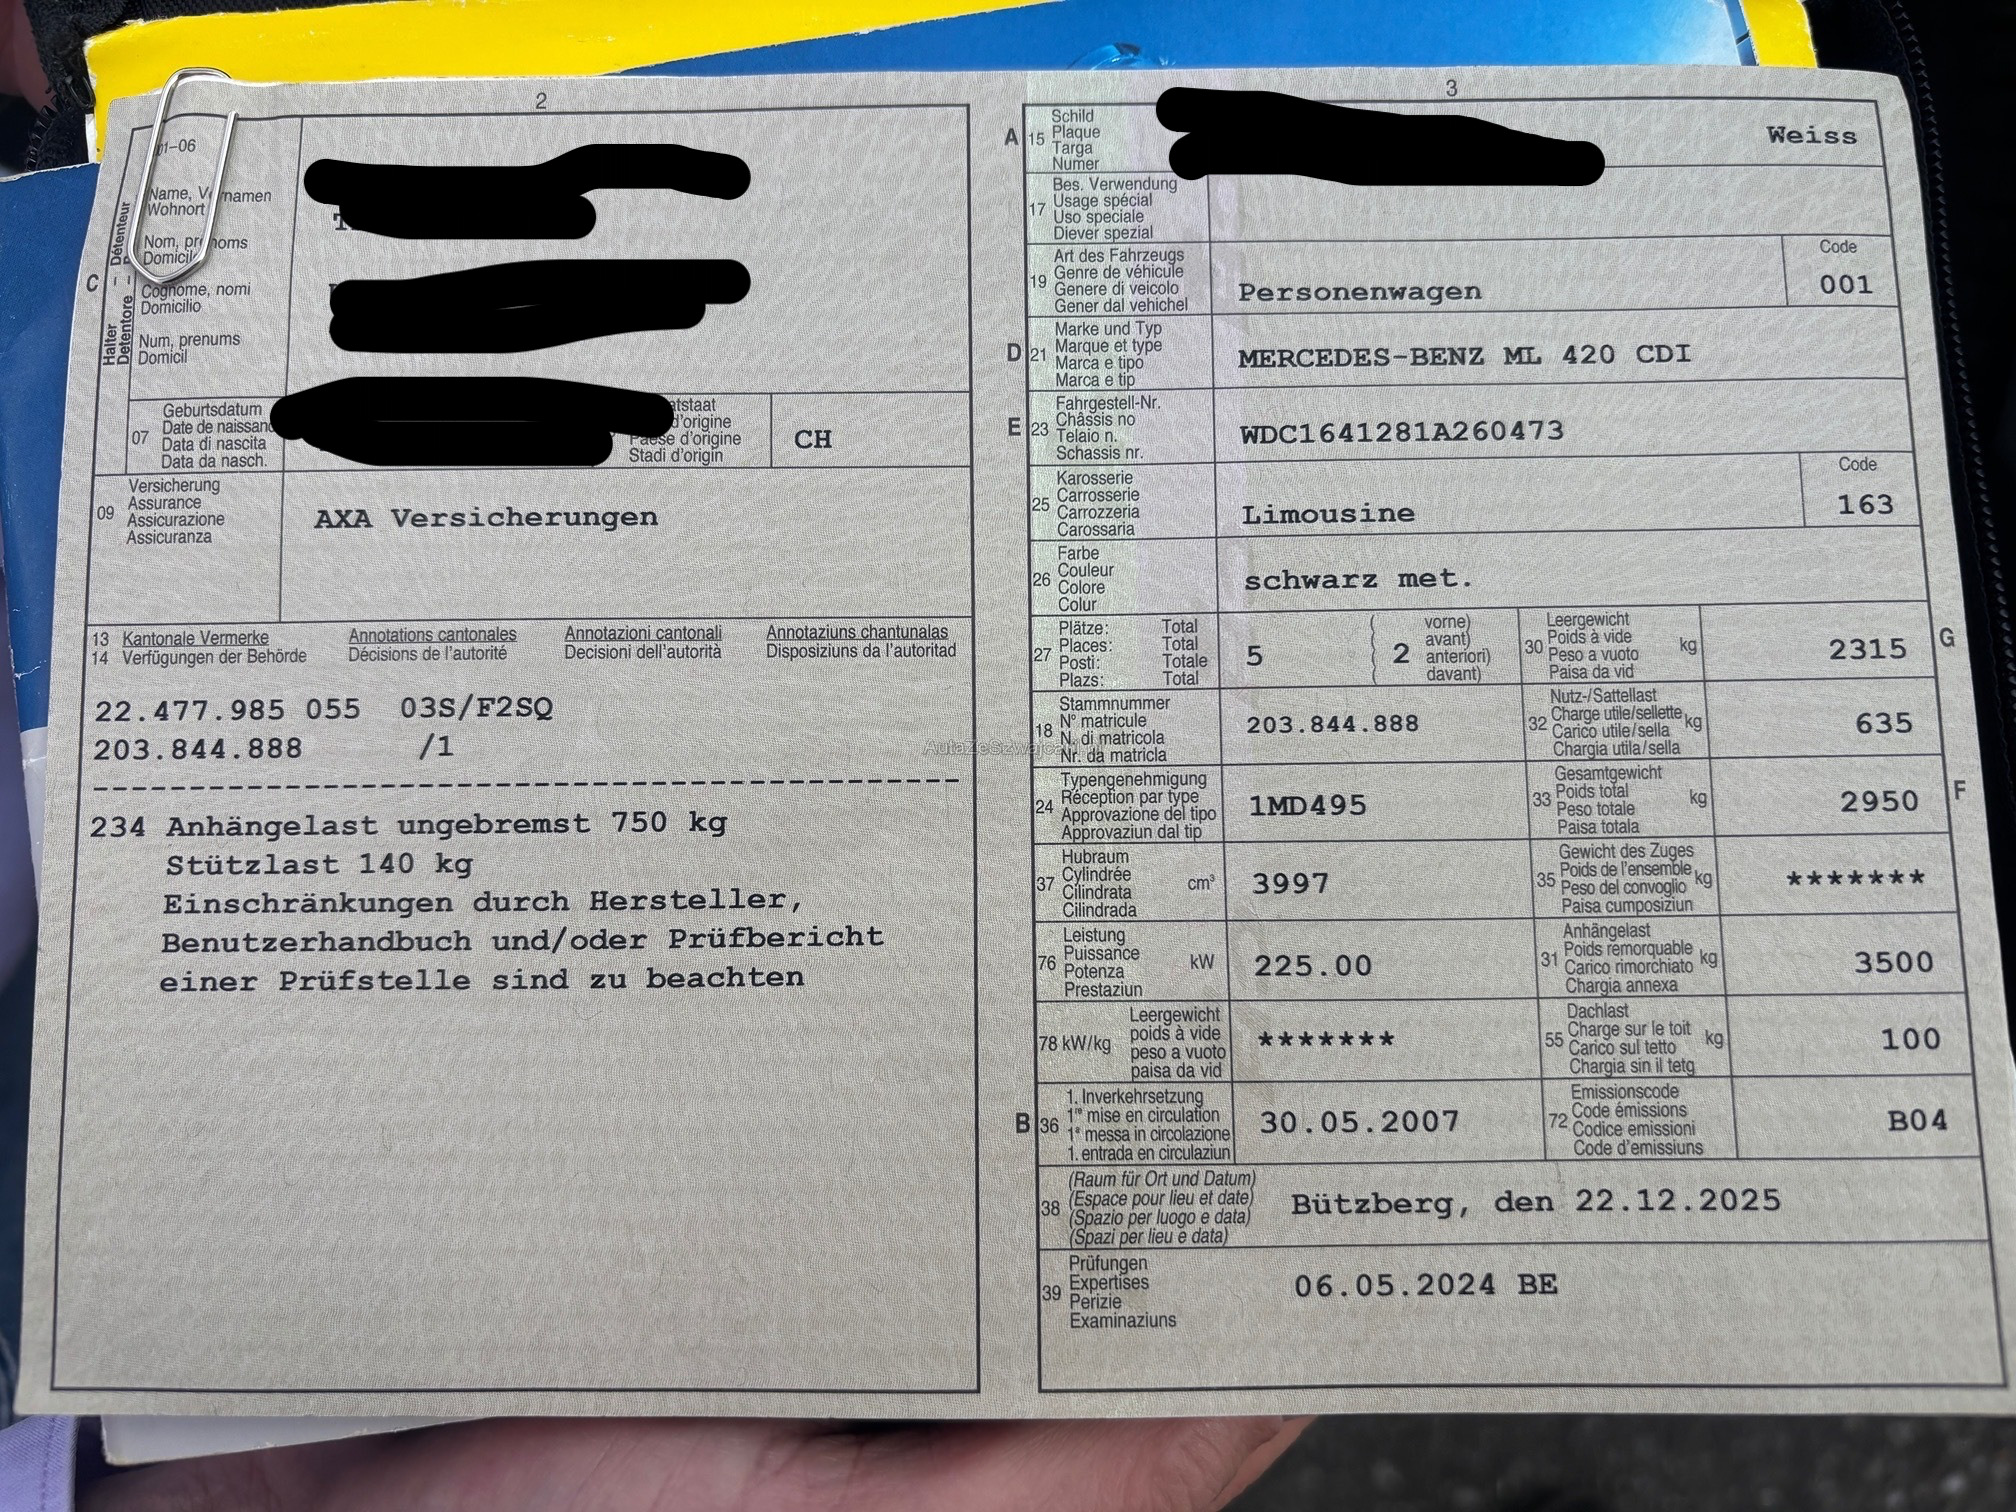 2
01-06
Name, Vornamen
Wohnort
Nom, prénoms
Domicile
Cognome, nomi
Domicilio
Num, prenums
Domicil
C
Halter – Détenteur
Detentore –
07
Geburtsdatum
Date de naissanc
Data di nascita
Data da nasch.
atstaat
d'origine
Paese d'origine
Stadi d'origin
CH
09
Versicherung
Assurance
Assicurazione
Assicuranza
AXA Versicherungen
13 Kantonale Vermerke Annotations cantonales Annotazioni cantonali Annotaziuns chantunalas
14 Verfügungen der Behörde Décisions de l'autorité Decisioni dell'autorità Disposiziuns da l'autoritad
22.477.985 055 03S/F2SQ
203.844.888 /1
234 Anhängelast ungebremst 750 kg
Stützlast 140 kg
Einschränkungen durch Hersteller,
Benutzerhandbuch und/oder Prüfbericht
einer Prüfstelle sind zu beachten
3
A 15
Schild
Plaque
Targa
Numer
Weiss
17
Bes. Verwendung
Usage spécial
Uso speciale
Diever spezial
19
Art des Fahrzeugs
Genre de véhicule
Genere di veicolo
Gener dal vehichel
Personenwagen
Code
001
D 21
Marke und Typ
Marque et type
Marca e tipo
Marca e tip
MERCEDES-BENZ ML 420 CDI
E 23
Fahrgestell-Nr.
Châssis no
Telaio n.
Schassis nr.
WDC1641281A260473
25
Karosserie
Carrosserie
Carrozzeria
Carossaria
Limousine
Code
163
26
Farbe
Couleur
Colore
Colur
schwarz met.
27
Plätze: Total
Places: Total
Posti: Totale
Plazs: Total
5
2
vorne)
avant)
anteriori)
davant)
30
Leergewicht
Poids à vide
Peso a vuoto
Paisa da vid
kg
2315
G
18
Stammnummer
N° matricule
N. di matricola
Nr. da matricla
203.844.888
32
Nutz-/Sattellast
Charge utile/sellette
Carico utile/sella
Chargia utila/sella
kg
635
24
Typengenehmigung
Réception par type
Approvazione del tipo
Approvaziun dal tip
1MD495
33
Gesamtgewicht
Poids total
Peso totale
Paisa totala
kg
2950
F
37
Hubraum
Cylindrée
Cilindrata
Cilindrada
cm³
3997
35
Gewicht des Zuges
Poids de l'ensemble
Peso del convoglio
Paisa cumposiziun
kg
*******
76
Leistung
Puissance
Potenza
Prestaziun
kW
225.00
31
Anhängelast
Poids remorquable
Carico rimorchiato
Chargia annexa
kg
3500
78 kW/kg
Leergewicht
poids à vide
peso a vuoto
paisa da vid
*******
55
Dachlast
Charge sur le toit
Carico sul tetto
Chargia sin il tetg
kg
100
B 36
1. Inverkehrsetzung
1re mise en circulation
1a messa in circolazione
1. entrada en circulaziun
30.05.2007
72
Emissionscode
Code émissions
Codice emissioni
Code d'emissiuns
B04
38
(Raum für Ort und Datum)
(Espace pour lieu et date)
(Spazio per luogo e data)
(Spazi per lieu e data)
Bützberg, den 22.12.2025
39
Prüfungen
Expertises
Perizie
Examinaziuns
06.05.2024 BE